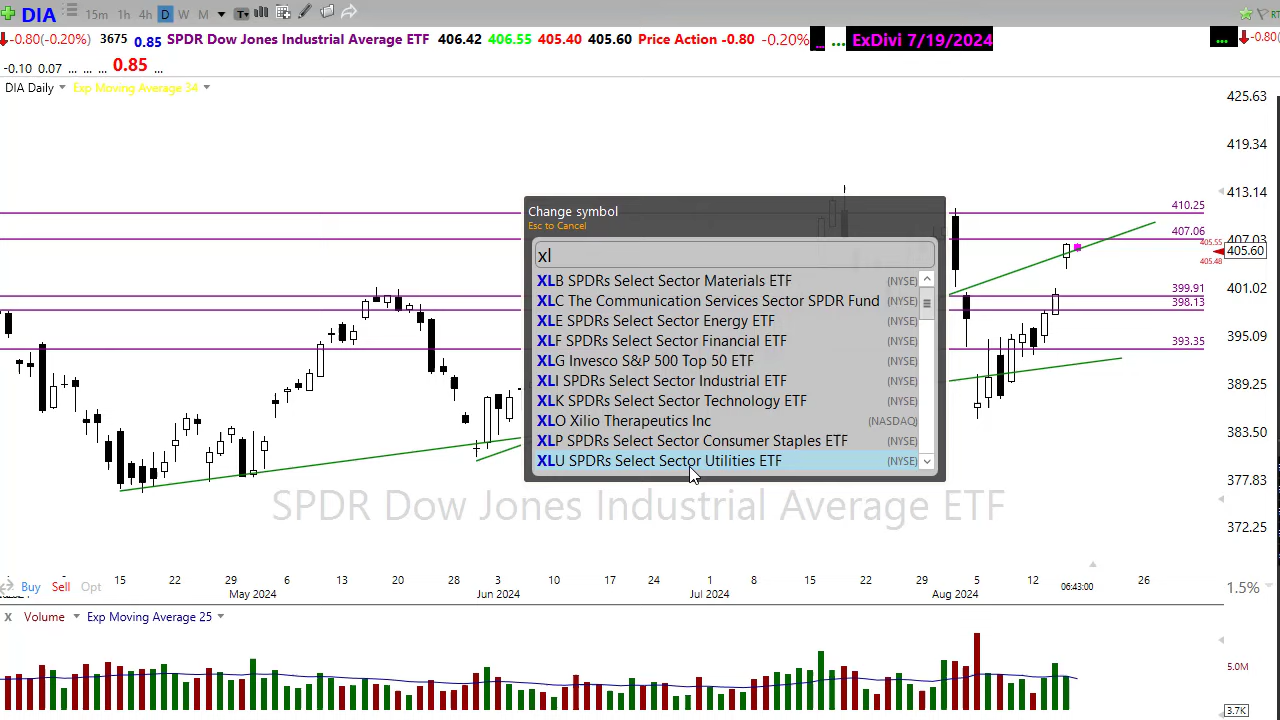 DIA 15m 1h 4h D W M T RT
-0.80(-0.20%) 3675 0.85 SPDR Dow Jones Industrial Average ETF 406.42 406.55 405.40 405.60 Price Action -0.80 -0.20% ... ... ExDivi 7/19/2024 ... -0.80(
-0.10 0.07 ... ... ... 0.85 ...
DIA Daily Exp Moving Average 34
425.63
419.34
413.14
410.25
407.06
407.03
405.55
405.60
405.48
401.02
399.91
398.13
395.09
393.35
389.25
383.50
377.83
372.25
Change symbol
Esc to Cancel
xl
XLB SPDRs Select Sector Materials ETF (NYSE)
XLC The Communication Services Sector SPDR Fund (NYSE)
XLE SPDRs Select Sector Energy ETF (NYSE)
XLF SPDRs Select Sector Financial ETF (NYSE)
XLG Invesco S&P 500 Top 50 ETF (NYSE)
XLI SPDRs Select Sector Industrial ETF (NYSE)
XLK SPDRs Select Sector Technology ETF (NYSE)
XLO Xilio Therapeutics Inc (NASDAQ)
XLP SPDRs Select Sector Consumer Staples ETF (NYSE)
XLU SPDRs Select Sector Utilities ETF (NYSE)
SPDR Dow Jones Industrial Average ETF
Buy Sell Opt
15 22 29 6 13 20 28 3 10 17 24 1 8 15 22 29 5 12 06:43:00 26
May 2024 Jun 2024 Jul 2024 Aug 2024
1.5%
X Volume Exp Moving Average 25
5.0M
3.7K